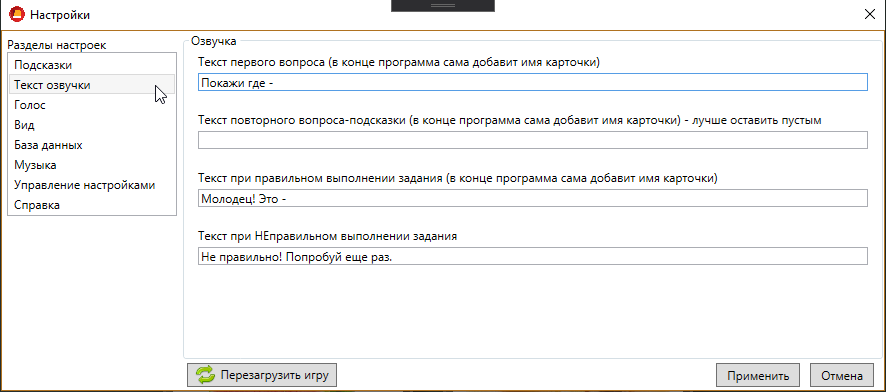 Настройки
Разделы настроек
Подсказки
Текст озвучки
Голос
Вид
База данных
Музыка
Управление настройками
Справка
Озвучка
Текст первого вопроса (в конце программа сама добавит имя карточки)
Покажи где -
Текст повторного вопроса-подсказки (в конце программа сама добавит имя карточки) - лучше оставить пустым
Текст при правильном выполнении задания (в конце программа сама добавит имя карточки)
Молодец! Это -
Текст при НЕправильном выполнении задания
Не правильно! Попробуй еще раз.
Перезагрузить игру
Применить
Отмена